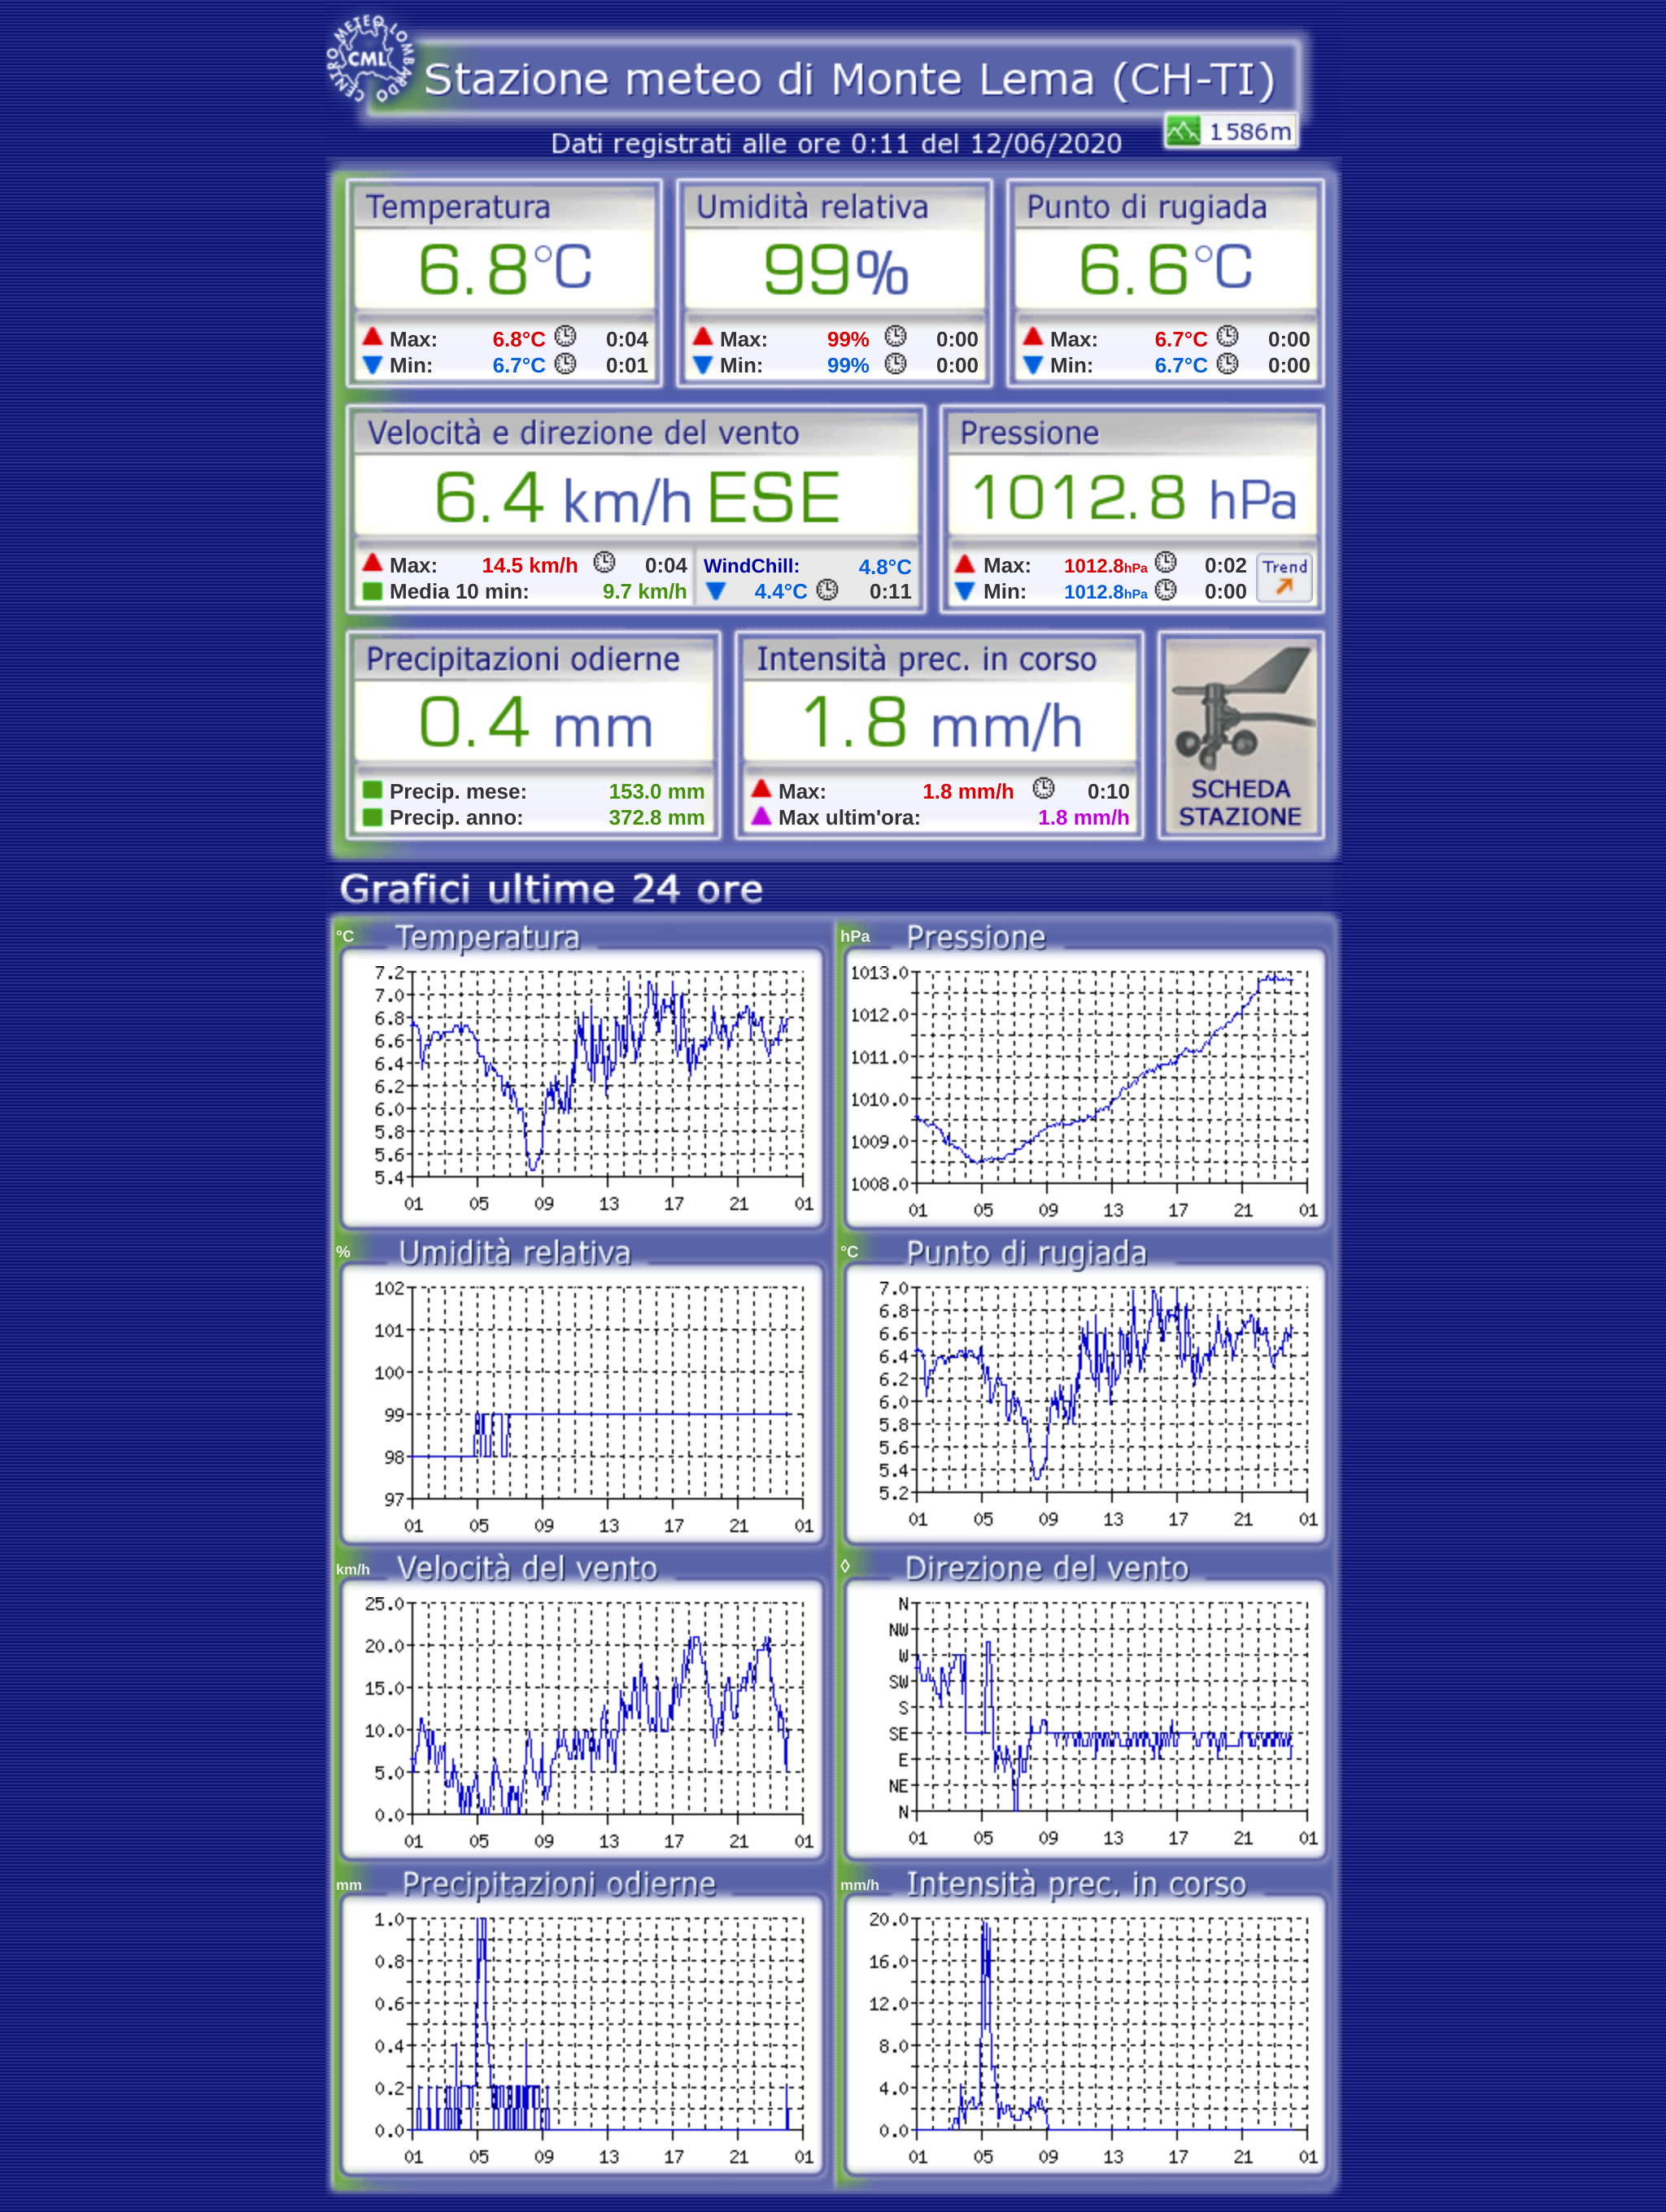 CENTRO METEO LOMBARDO
CML
Stazione meteo di Monte Lema (CH-TI)
1586m
Dati registrati alle ore 0:11 del 12/06/2020
Temperatura Umidità relativa Punto di rugiada
6.8°C 99% 6.6°C
Max: 6.8°C 0:04 Max: 99% 0:00 Max: 6.7°C 0:00
Min: 6.7°C 0:01 Min: 99% 0:00 Min: 6.7°C 0:00
Velocità e direzione del vento Pressione
6.4 km/h ESE 1012.8 hPa
Max: 14.5 km/h 0:04 WindChill: 4.8°C Max: 1012.8hPa 0:02 Trend
Media 10 min: 9.7 km/h 4.4°C 0:11 Min: 1012.8hPa 0:00
Precipitazioni odierne Intensità prec. in corso
0.4 mm 1.8 mm/h
Precip. mese: 153.0 mm Max: 1.8 mm/h 0:10 SCHEDA
Precip. anno: 372.8 mm Max ultim'ora: 1.8 mm/h STAZIONE
Grafici ultime 24 ore
°C Temperatura
7.2
7.0
6.8
6.6
6.4
6.2
6.0
5.8
5.6
5.4
01 05 09 13 17 21 01
hPa Pressione
1013.0
1012.0
1011.0
1010.0
1009.0
1008.0
01 05 09 13 17 21 01
% Umidità relativa
102
101
100
99
98
97
01 05 09 13 17 21 01
°C Punto di rugiada
7.0
6.8
6.6
6.4
6.2
6.0
5.8
5.6
5.4
5.2
01 05 09 13 17 21 01
km/h Velocità del vento
25.0
20.0
15.0
10.0
5.0
0.0
01 05 09 13 17 21 01
◊ Direzione del vento
N
NW
W
SW
S
SE
E
NE
N
01 05 09 13 17 21 01
mm Precipitazioni odierne
1.0
0.8
0.6
0.4
0.2
0.0
01 05 09 13 17 21 01
mm/h Intensità prec. in corso
20.0
16.0
12.0
8.0
4.0
0.0
01 05 09 13 17 21 01